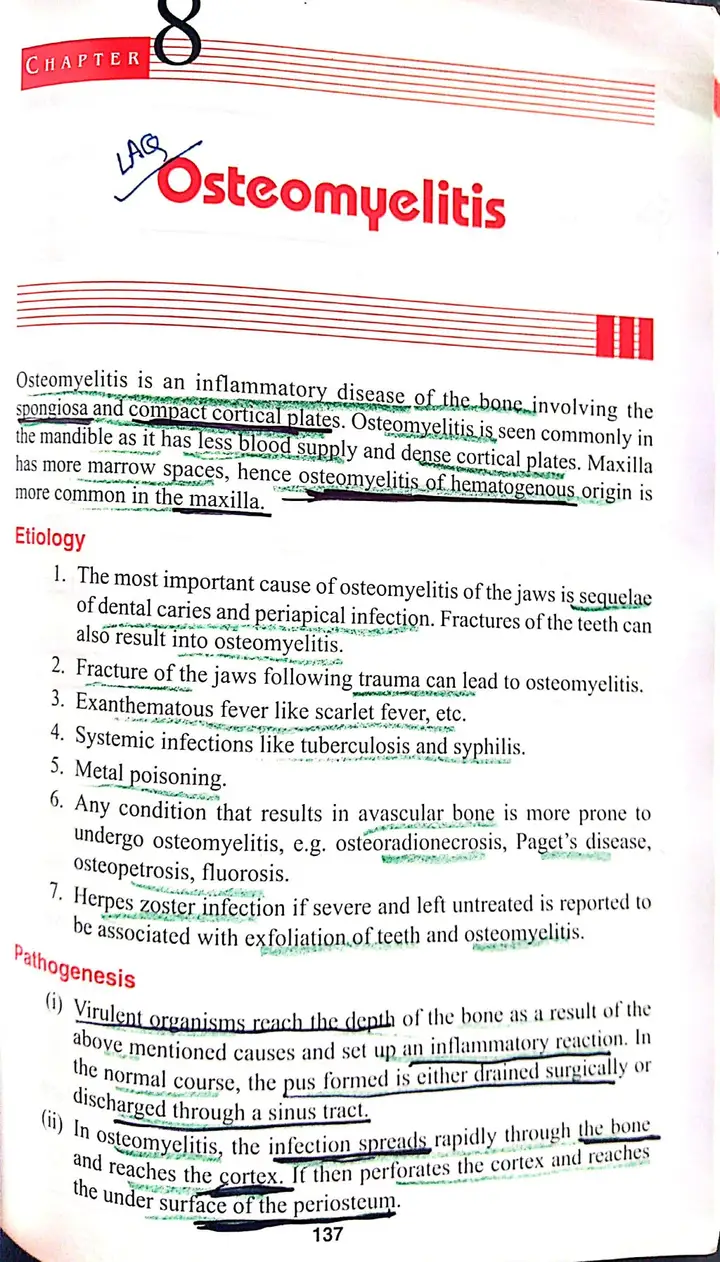 CHAPTER 8
LAQ
Osteomyelitis
Osteomyelitis is an inflammatory disease of the bone involving the
spongiosa and compact cortical plates. Osteomyelitis is seen commonly in
the mandible as it has less blood supply and dense cortical plates. Maxilla
has more marrow spaces, hence osteomyelitis of hematogenous origin is
more common in the maxilla.
Etiology
1. The most important cause of osteomyelitis of the jaws is sequelae
of dental caries and periapical infection. Fractures of the teeth can
also result into osteomyelitis.
2. Fracture of the jaws following trauma can lead to osteomyelitis.
3. Exanthematous fever like scarlet fever, etc.
4. Systemic infections like tuberculosis and syphilis.
5. Metal poisoning.
6. Any condition that results in avascular bone is more prone to
undergo osteomyelitis, e.g. osteoradionecrosis, Paget's disease,
osteopetrosis, fluorosis.
7. Herpes zoster infection if severe and left untreated is reported to
be associated with exfoliation of teeth and osteomyelitis.
Pathogenesis
(i) Virulent organisms reach the depth of the bone as a result of the
above mentioned causes and set up an inflammatory reaction. In
the normal course, the pus formed is either drained surgically or
discharged through a sinus tract.
(ii) In osteomyelitis, the infection spreads rapidly through the bone
and reaches the cortex. If then perforates the cortex and reaches
the under surface of the periosteum.
137